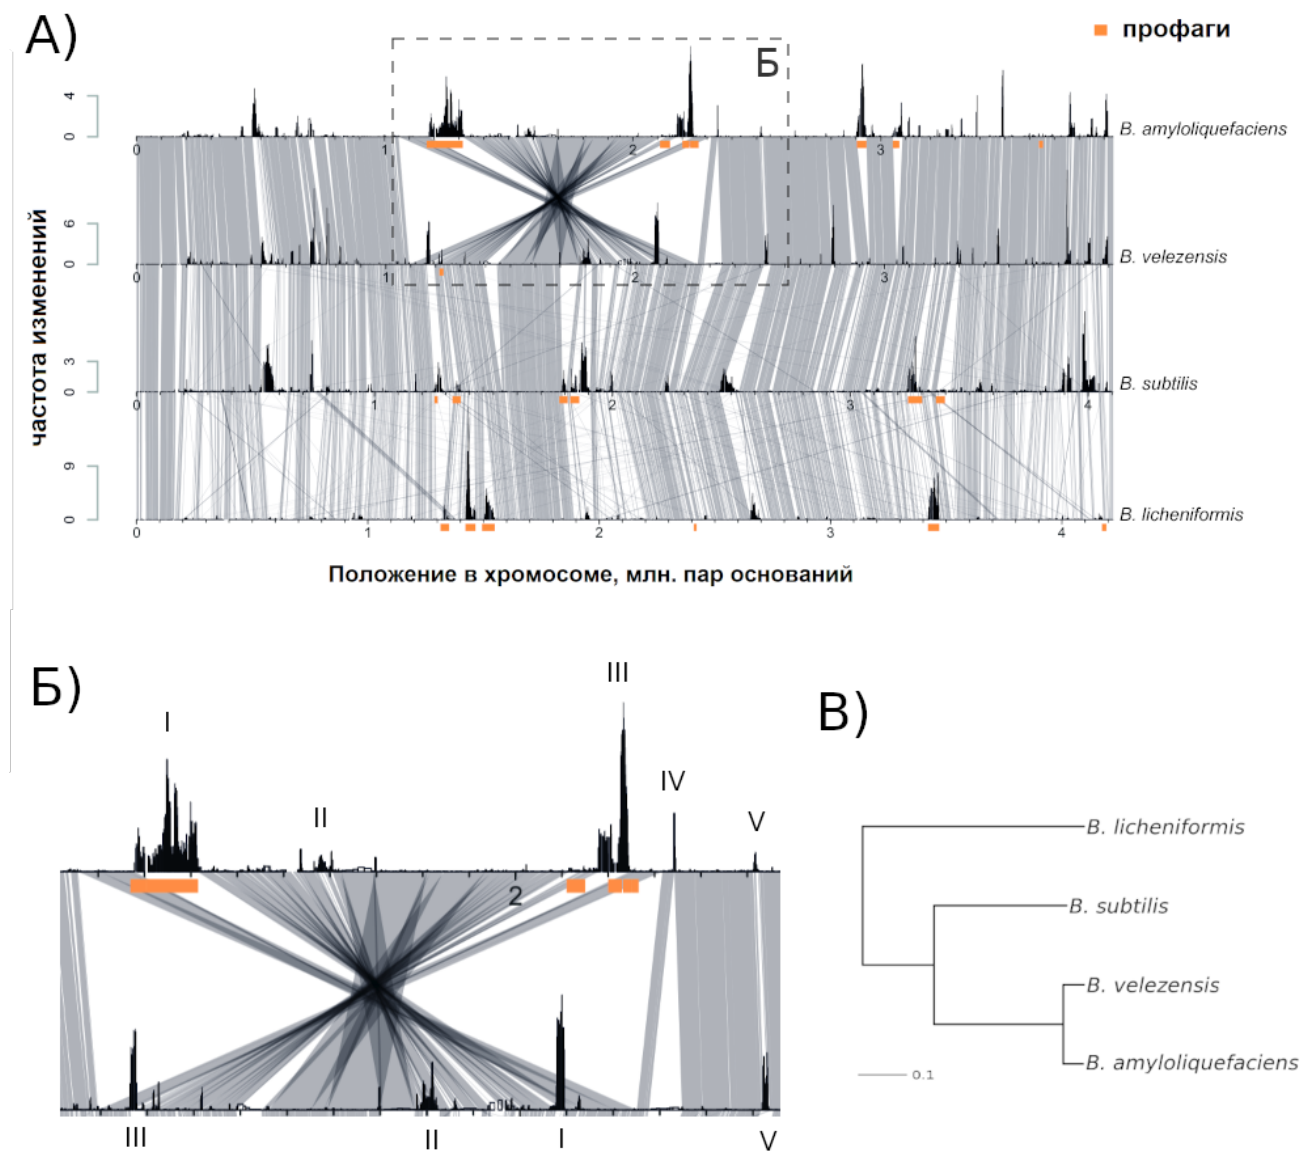 А)
профаги
Б
4
0
B. amyloliquefaciens
0 1 2 3
6
0
B. velezensis
0 1 2 3
3
0
B. subtilis
0 1 2 3 4
9
0
B. licheniformis
0 1 2 3 4
частота изменений
Положение в хромосоме, млн. пар оснований
Б)
I
II
III
IV
V
2
III
II
I
V
В)
B. licheniformis
B. subtilis
B. velezensis
B. amyloliquefaciens
0.1